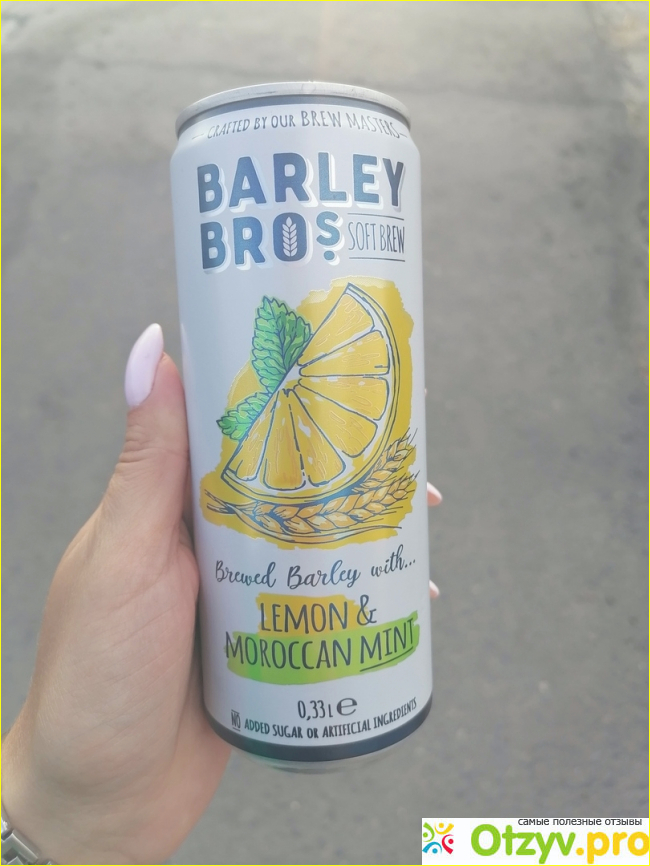 CRAFTED BY OUR BREW MASTERS
BARLEY
BROS
SOFT BREW
Brewed Barley with...
LEMON &
MOROCCAN MINT
0,33 l e
NO ADDED SUGAR OR ARTIFICIAL INGREDIENTS
самые полезные отзывы
Otzyv.pro